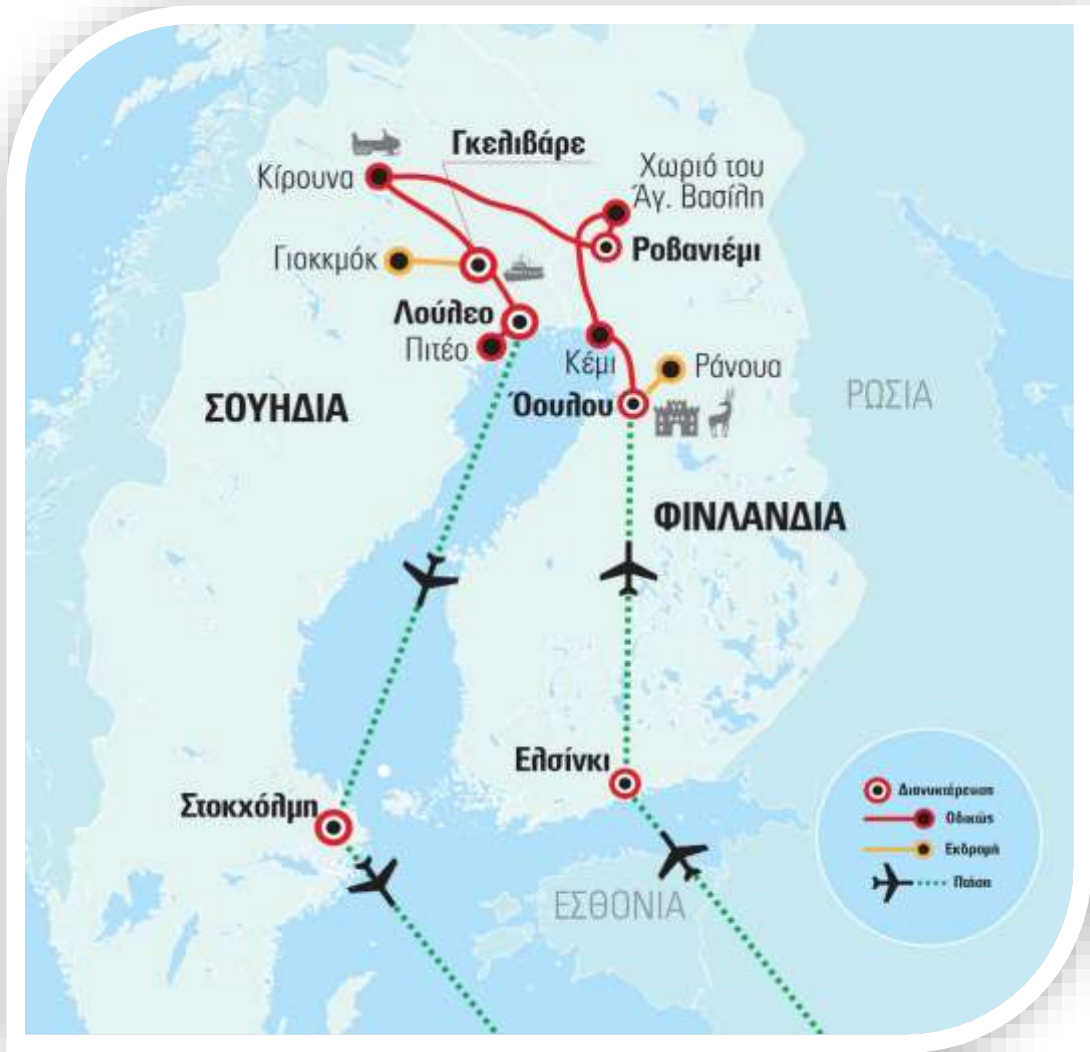 Γκελιβάρε
Κίρουνα
Χωριό του
Άγ. Βασίλη
Γιοκκμόκ
Ροβανιέμι
Λούλεο
Πιτέο
Κέμι
Ράνουα
ΣΟΥΗΔΙΑ
Όουλου
ΡΩΣΙΑ
ΦΙΝΛΑΝΔΙΑ
Ελσίνκι
Στοκχόλμη
ΕΣΘΟΝΙΑ
Διανυκτέρευση
Οδικώς
Εκδρομή
Πτήση